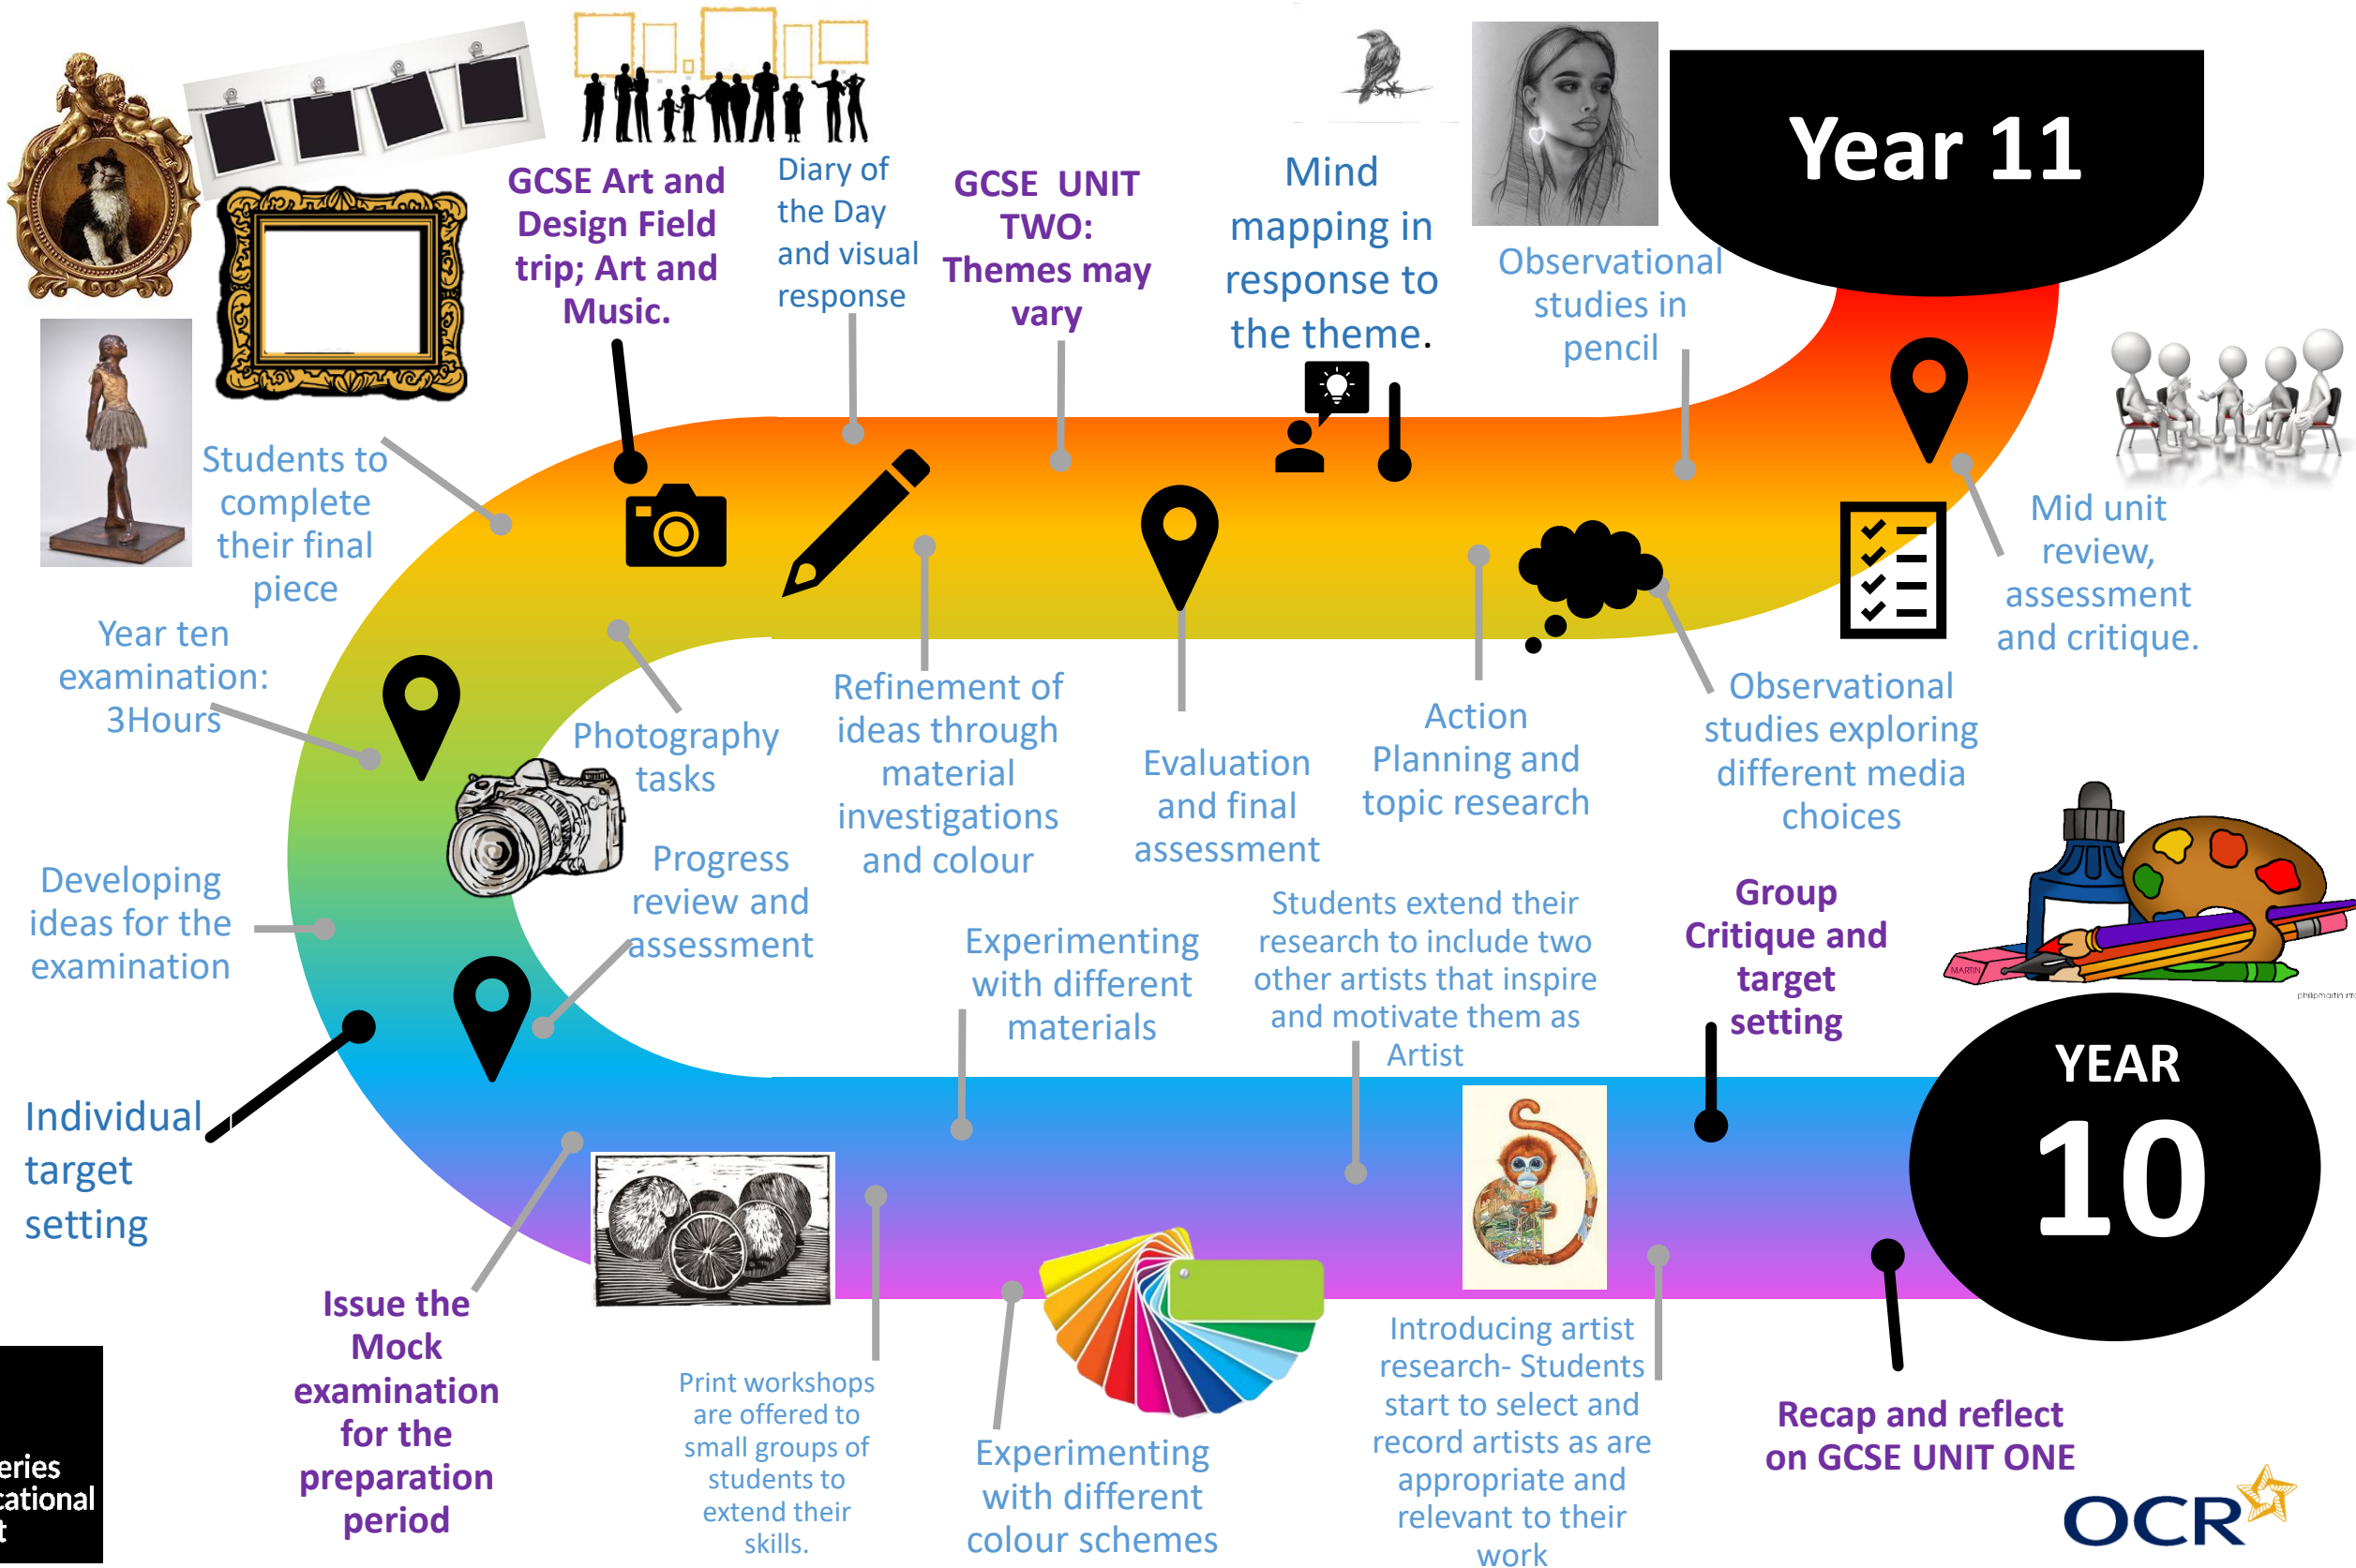 Year 11
GCSE Art and
Design Field
trip; Art and
Music.
Diary of
the Day
and visual
response
GCSE UNIT
TWO:
Themes may
vary
Mind
mapping in
response to
the theme.
Observational
studies in
pencil
Students to
complete
their final
piece
Mid unit
review,
assessment
and critique.
Year ten
examination:
3Hours
Photography
tasks
Refinement of
ideas through
material
investigations
and colour
Evaluation
and final
assessment
Action
Planning and
topic research
Observational
studies exploring
different media
choices
Developing
ideas for the
examination
Progress
review and
assessment
Experimenting
with different
materials
Students extend their
research to include two
other artists that inspire
and motivate them as
Artist
Group
Critique and
target
setting
MARTIN
philipmartin.inf
YEAR
10
Individual
target
setting
Issue the
Mock
examination
for the
preparation
period
Print workshops
are offered to
small groups of
students to
extend their
skills.
Experimenting
with different
colour schemes
Introducing artist
research- Students
start to select and
record artists as are
appropriate and
relevant to their
work
Recap and reflect
on GCSE UNIT ONE
eries
cational
t
OCR